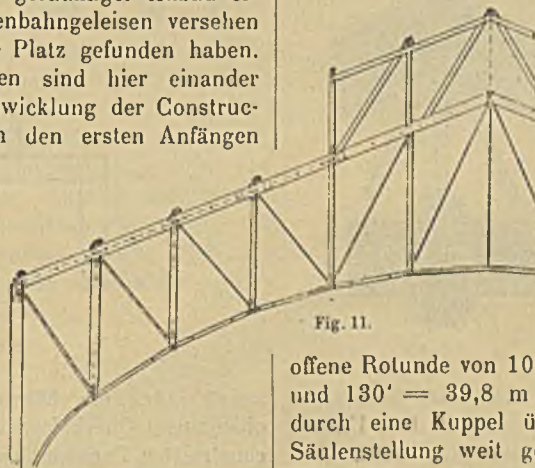 enbahngeleisen versehen
Platz gefunden haben.
en sind hier einander
wicklung der Construc-
n den ersten Anfängen
Fig. 11.
offene Rotunde von 10
und 130' = 39,8 m
durch eine Kuppel ü
Säulenstellung weit ge